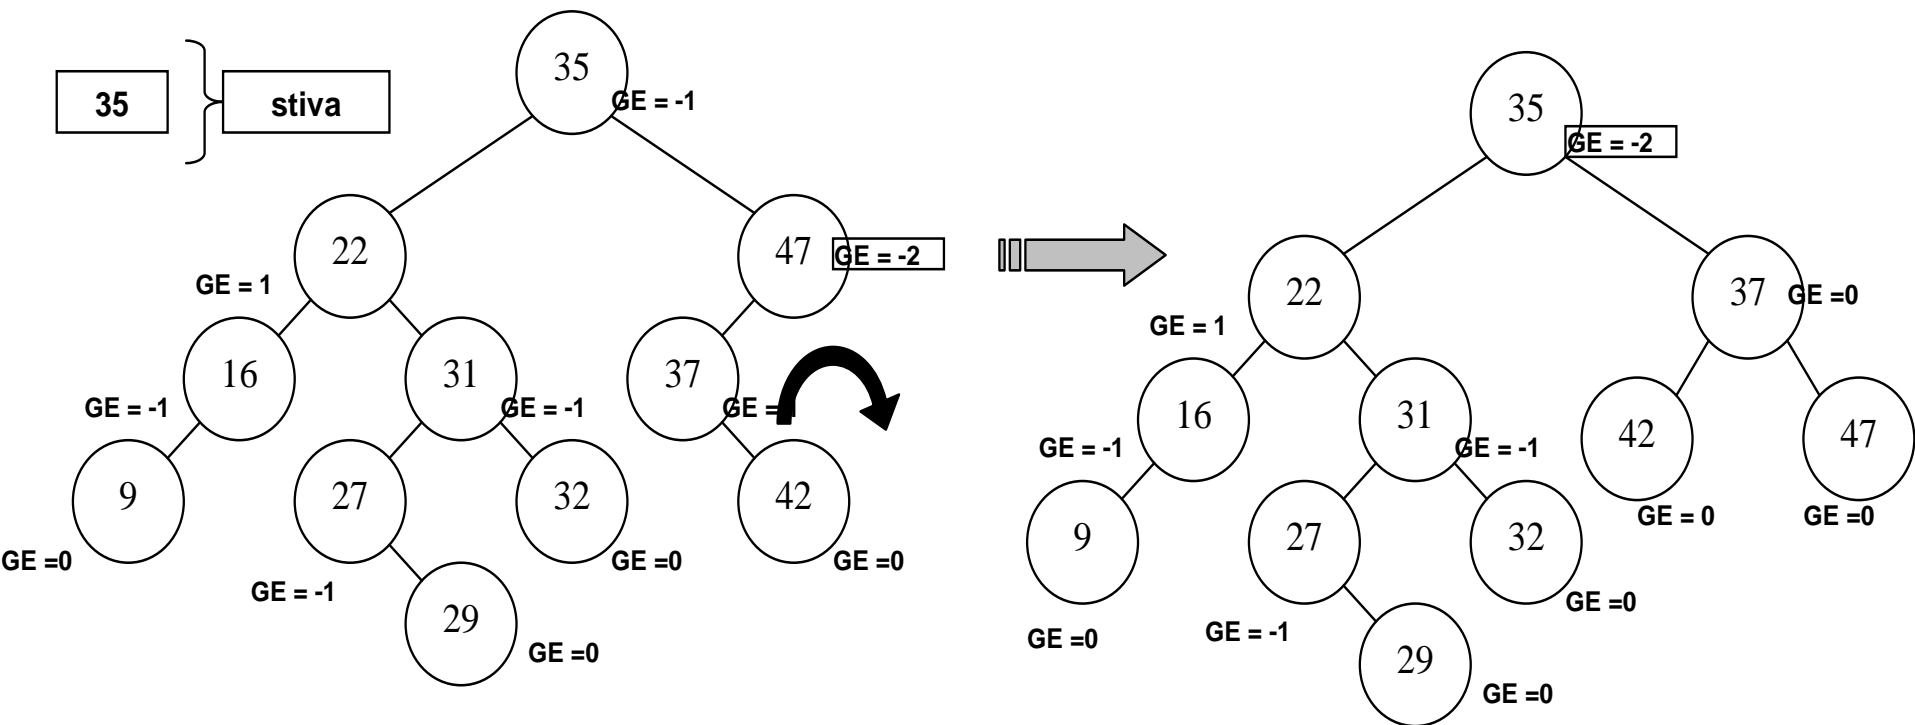 35
stiva
35
GE = -1
22
GE = 1
47
GE = -2
16
GE = -1
31
GE = -1
37
9
GE =0
27
GE = -1
32
GE =0
42
GE =0
29
GE =0
35
GE = -2
22
GE = 1
37
GE =0
16
GE = -1
31
GE = -1
42
GE = 0
47
GE =0
9
GE =0
27
GE = -1
32
GE =0
29
GE =0